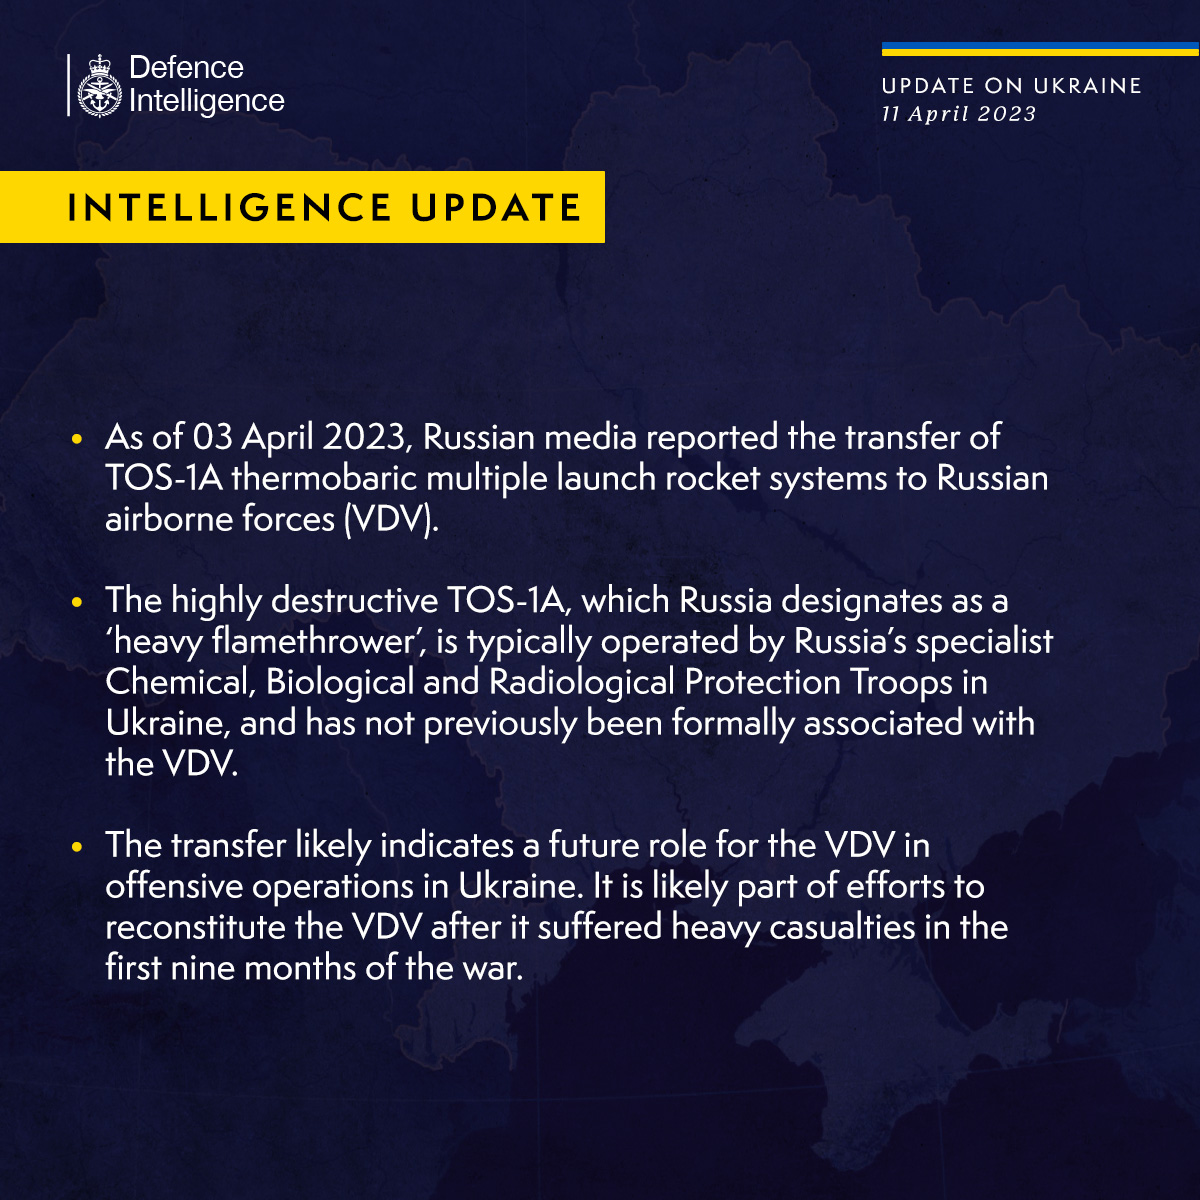 Defence
Intelligence
UPDATE ON UKRAINE
11 April 2023
INTELLIGENCE UPDATE
• As of 03 April 2023, Russian media reported the transfer of
TOS-1A thermobaric multiple launch rocket systems to Russian
airborne forces (VDV).
• The highly destructive TOS-1A, which Russia designates as a
‘heavy flamethrower’, is typically operated by Russia’s specialist
Chemical, Biological and Radiological Protection Troops in
Ukraine, and has not previously been formally associated with
the VDV.
• The transfer likely indicates a future role for the VDV in
offensive operations in Ukraine. It is likely part of efforts to
reconstitute the VDV after it suffered heavy casualties in the
first nine months of the war.